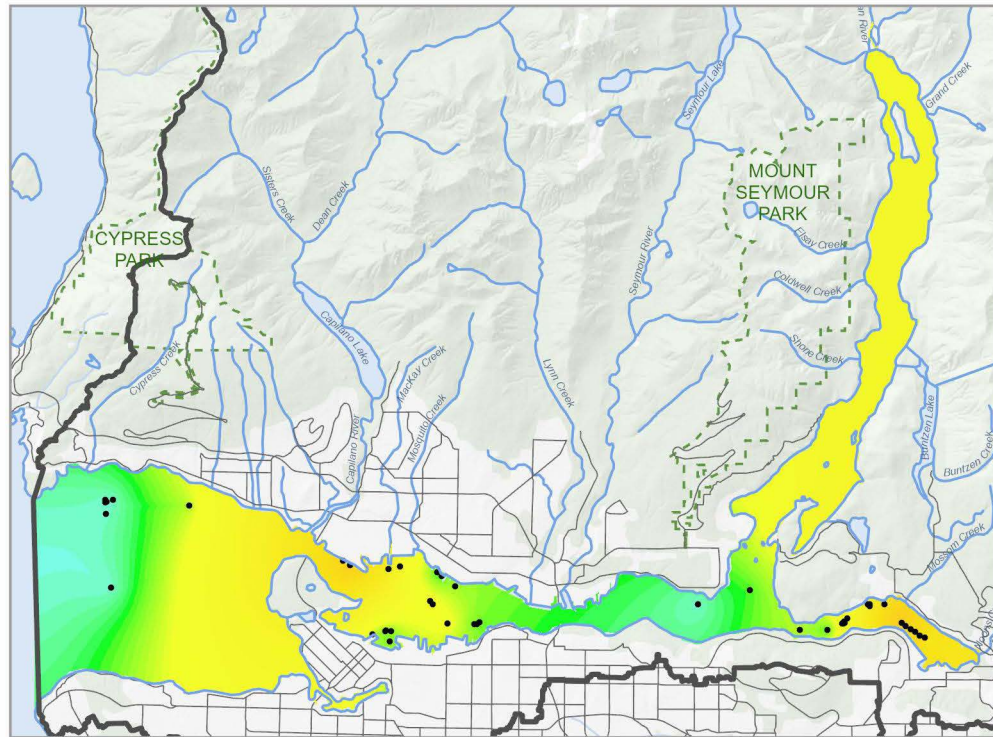 Seymour Lake
Grand Creek
MOUNT
SEYMOUR
PARK
Sisters Creek
Dean Creek
CYPRESS
PARK
Elsay Creek
Seymour River
Coldwell Creek
Capilano Lake
Shone Creek
Cypress Creek
MacKay Creek
Lynn Creek
Mosquito Creek
Capilano River
Buntzen Lake
Buntzen Creek
Mossom Creek